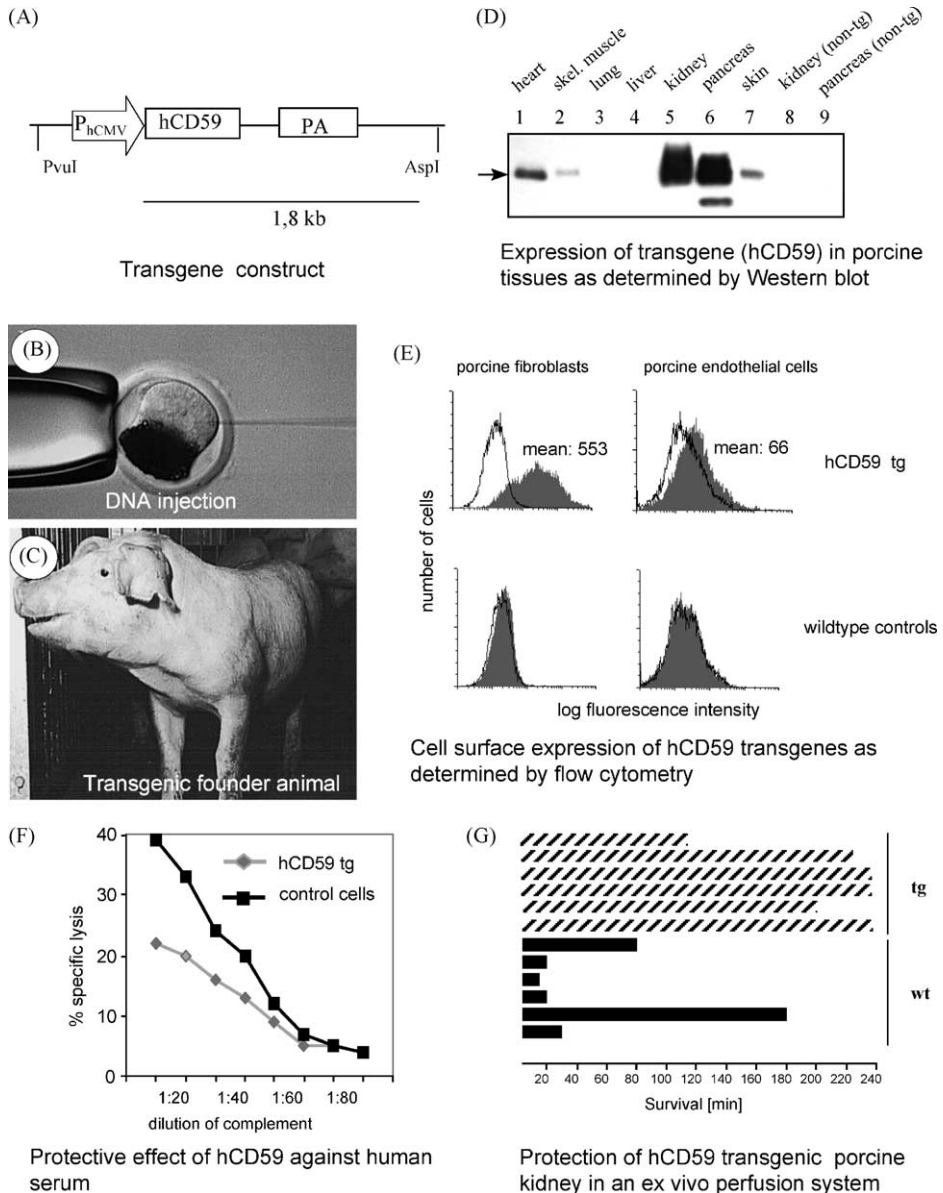 (A)
P hCMV
hCD59
PA
PvuI
AspI
1,8 kb
Transgene construct
(D)
heart
skel. muscle
lung
liver
kidney
pancreas
skin
kidney (non-tg)
pancreas (non-tg)
1 2 3 4 5 6 7 8 9
Expression of transgene (hCD59) in porcine
tissues as determined by Western blot
(B)
DNA injection
(C)
Transgenic founder animal
(E)
porcine fibroblasts
porcine endothelial cells
mean: 553
mean: 66
hCD59 tg
number of cells
wildtype controls
log fluorescence intensity
Cell surface expression of hCD59 transgenes as
determined by flow cytometry
(F)
40
30
20
10
0
% specific lysis
hCD59 tg
control cells
1:20 1:40 1:60 1:80
dilution of complement
Protective effect of hCD59 against human
serum
(G)
tg
wt
20 40 60 80 100 120 140 160 180 200 220 240
Survival [min]
Protection of hCD59 transgenic porcine
kidney in an ex vivo perfusion system